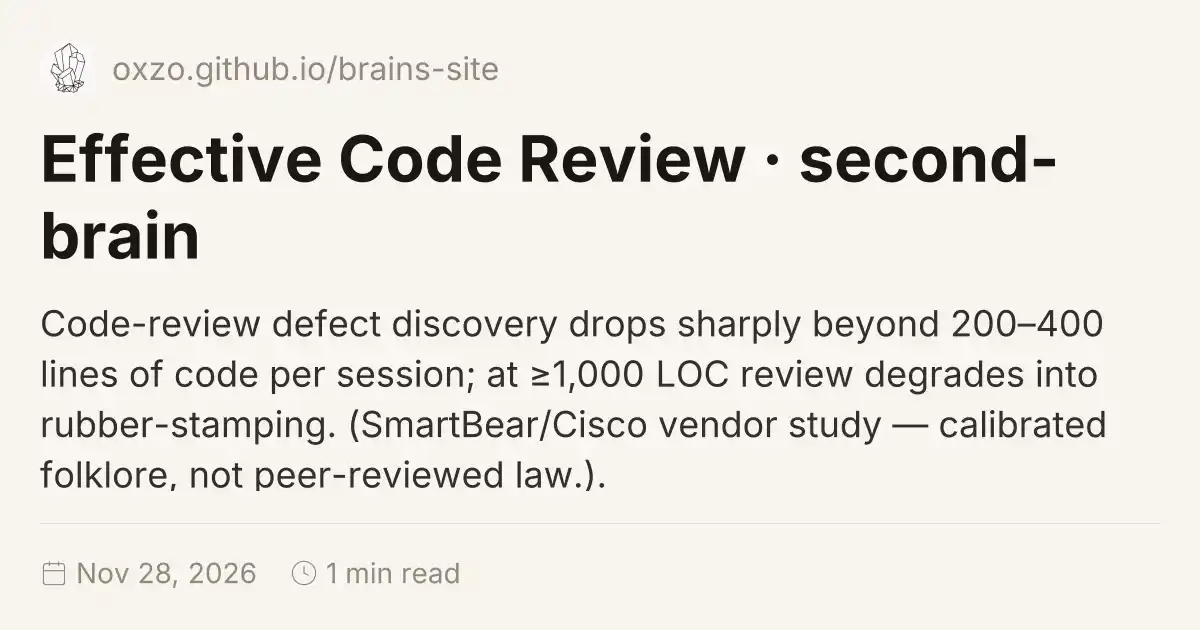 oxzo.github.io/brains-site
Effective Code Review · second-
brain
Code-review defect discovery drops sharply beyond 200–400
lines of code per session; at ≥1,000 LOC review degrades into
rubber-stamping. (SmartBear/Cisco vendor study — calibrated
folklore, not peer-reviewed law.).
Nov 28, 2026 1 min read